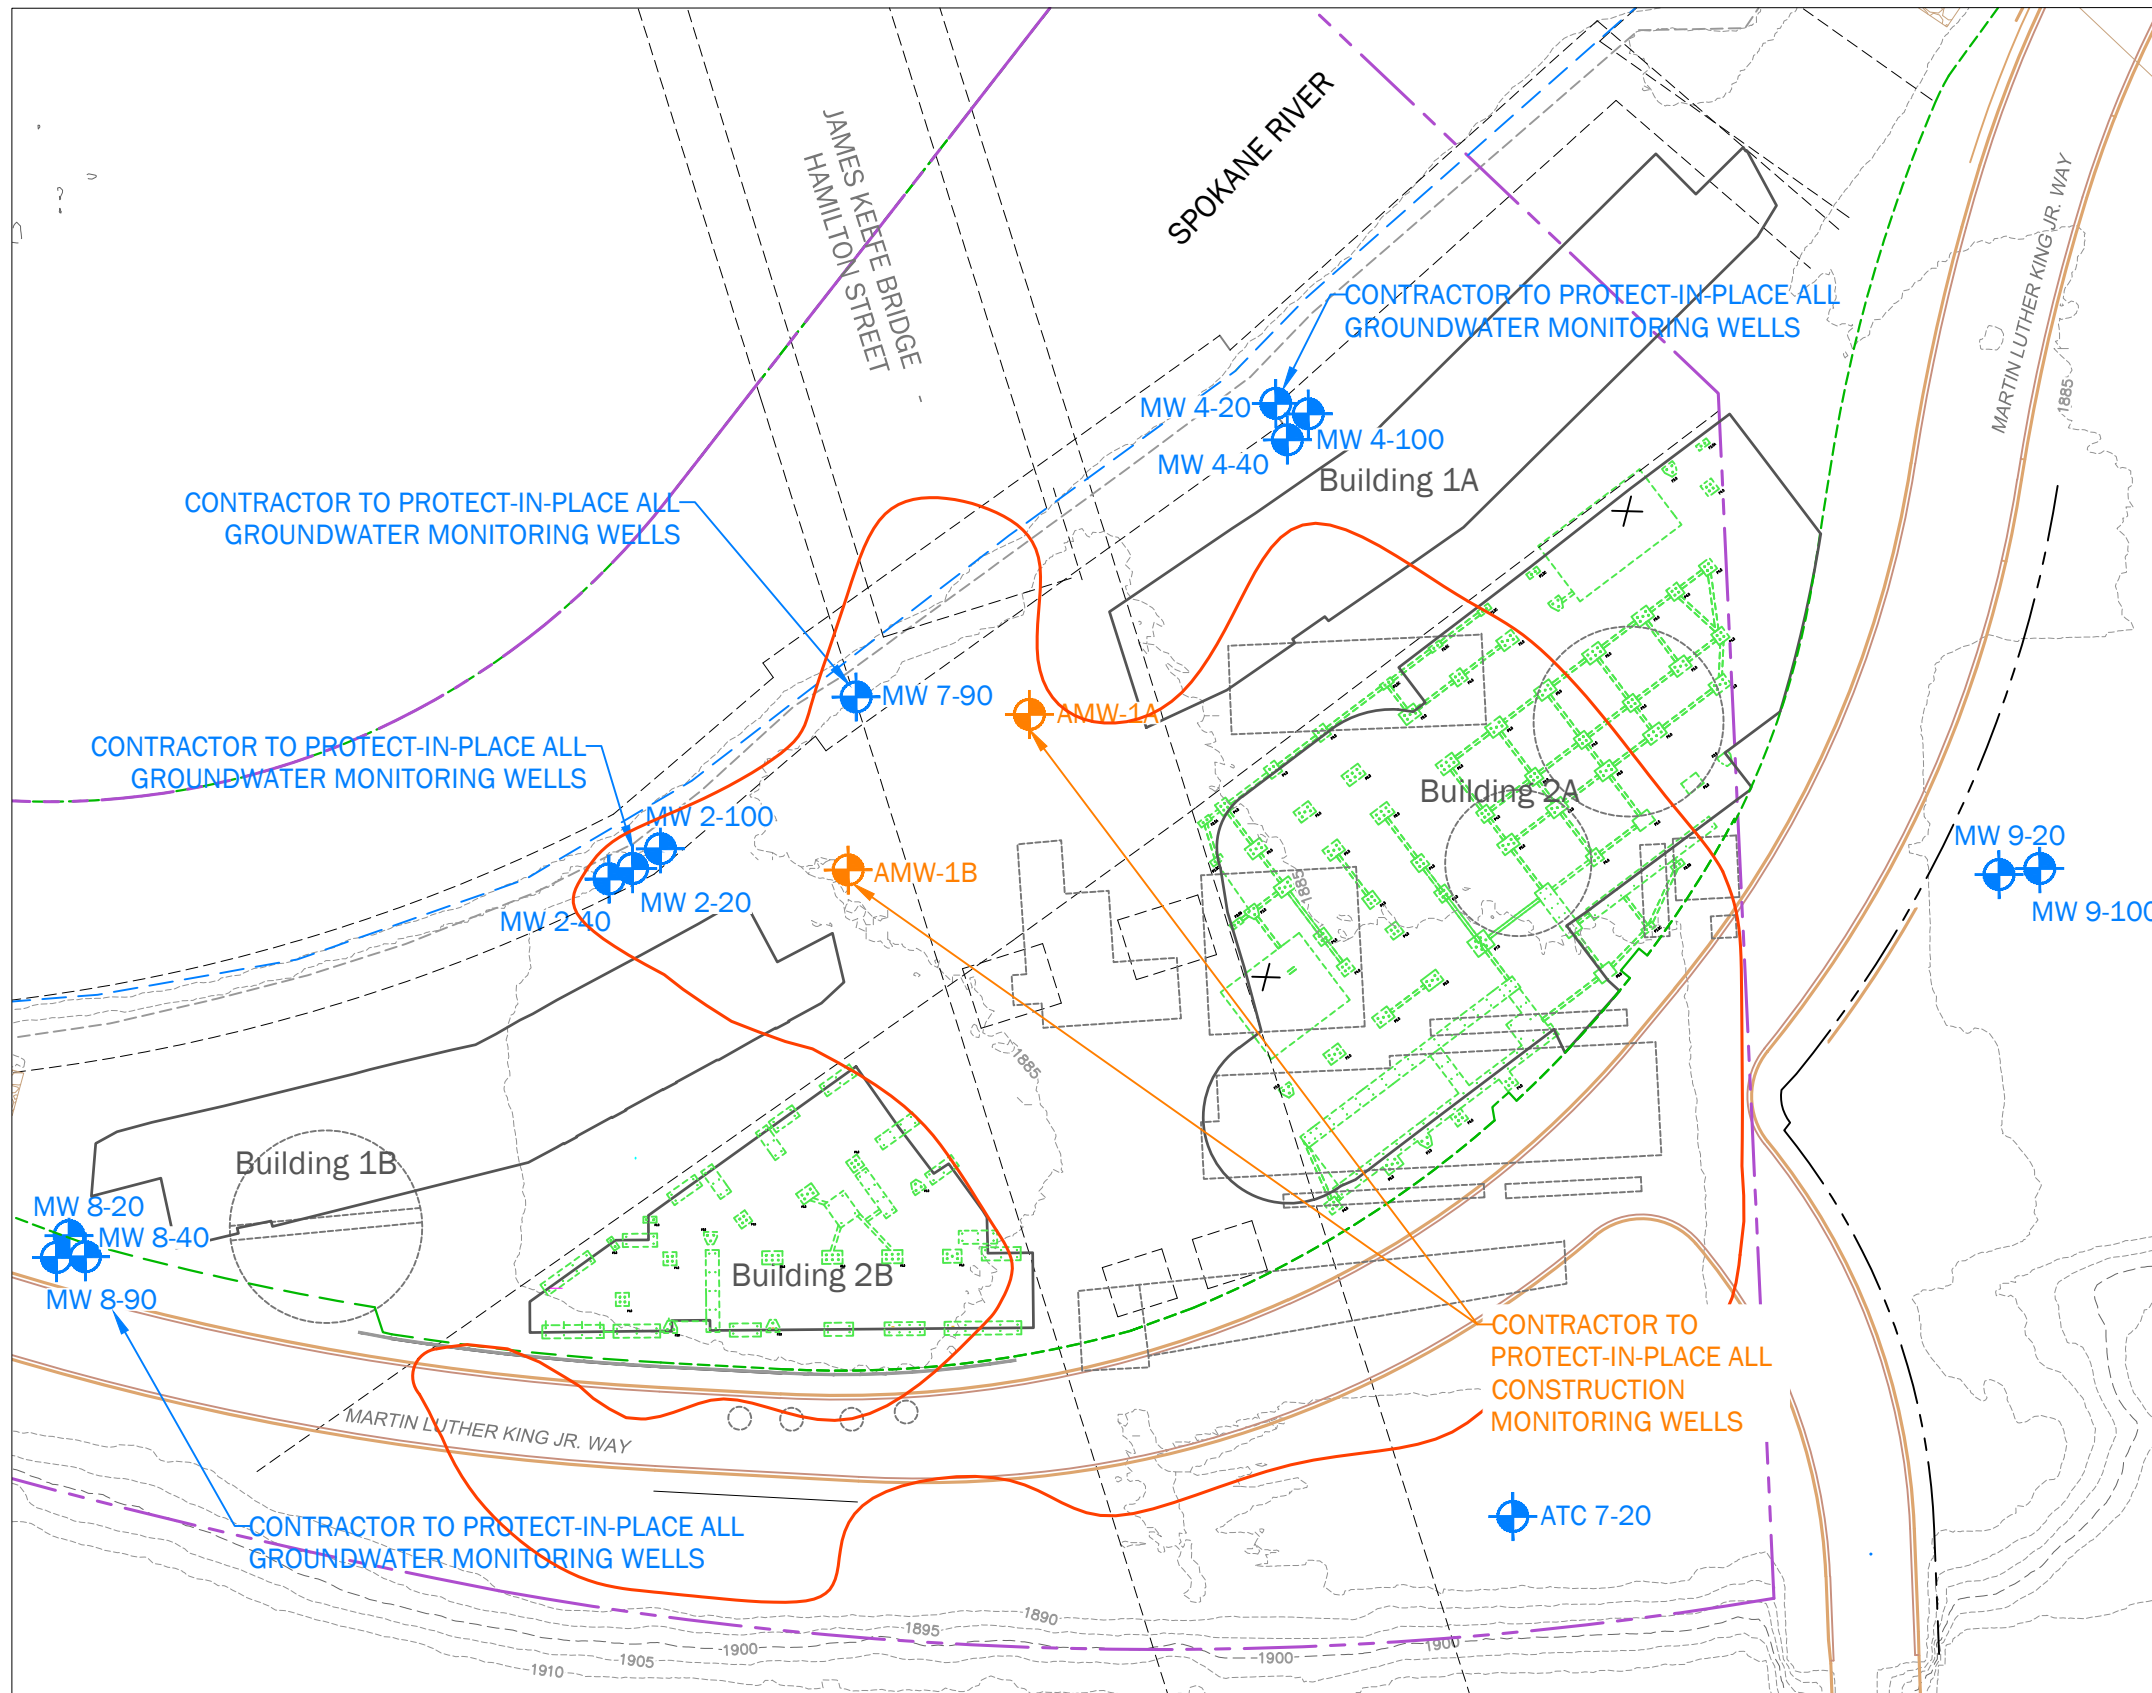 JAMES KEEFE BRIDGE -
HAMILTON STREET
SPOKANE RIVER
MARTIN LUTHER KING JR. WAY
1885
CONTRACTOR TO PROTECT-IN-PLACE ALL
GROUNDWATER MONITORING WELLS
MW 4-20
MW 4-100
MW 4-40
Building 1A
CONTRACTOR TO PROTECT-IN-PLACE ALL
GROUNDWATER MONITORING WELLS
MW 7-90
AMW-1A
CONTRACTOR TO PROTECT-IN-PLACE ALL
GROUNDWATER MONITORING WELLS
MW 2-100
MW 2-20
MW 2-40
AMW-1B
Building 2A
1885
MW 9-20
MW 9-100
1885
Building 1B
MW 8-20
MW 8-40
MW 8-90
Building 2B
CONTRACTOR TO
PROTECT-IN-PLACE ALL
CONSTRUCTION
MONITORING WELLS
MARTIN LUTHER KING JR. WAY
CONTRACTOR TO PROTECT-IN-PLACE ALL
GROUNDWATER MONITORING WELLS
ATC 7-20
1890
1895
1900
1905
1910
1900
1900